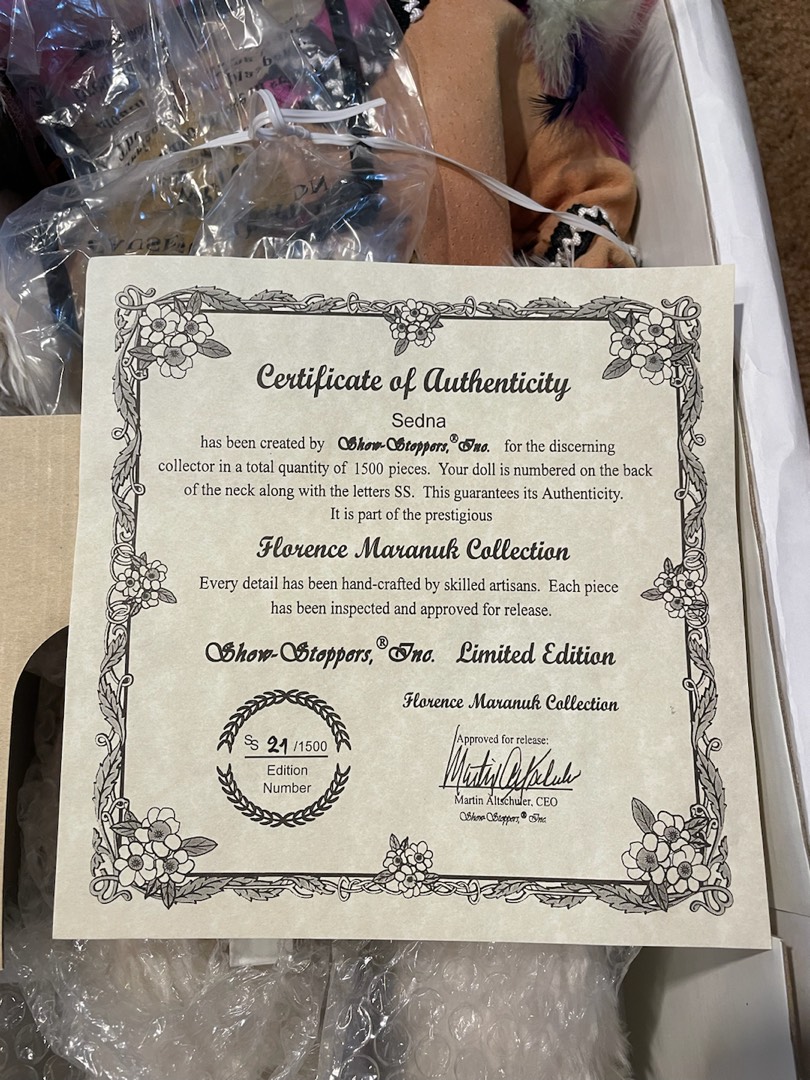 Certificate of Authenticity
Sedna
has been created by Show-Stoppers,® Inc. for the discerning
collector in a total quantity of 1500 pieces. Your doll is numbered on the back
of the neck along with the letters SS. This guarantees its Authenticity.
It is part of the prestigious
Florence Maranuk Collection
Every detail has been hand-crafted by skilled artisans. Each piece
has been inspected and approved for release.
Show-Stoppers,® Inc. Limited Edition
Florence Maranuk Collection
SS 21 /1500
Edition
Number
Approved for release:
Martin Altschuler, CEO
Show-Stoppers,® Inc.